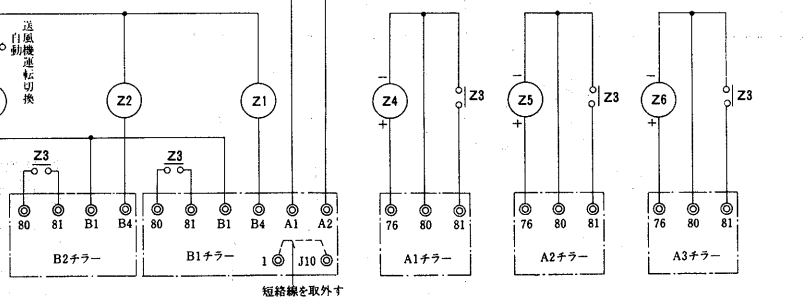 送風機運転切換
自動
Z2
Z1
Z4
Z3
Z5
Z3
Z6
Z3
− − −
+ + +
Z3
Z3
80 81 B1 B4
80 81 B1 B4 A1 A2
76 80 81
76 80 81
76 80 81
1 J10
B2チラー
B1チラー
A1チラー
A2チラー
A3チラー
短絡線を取外す